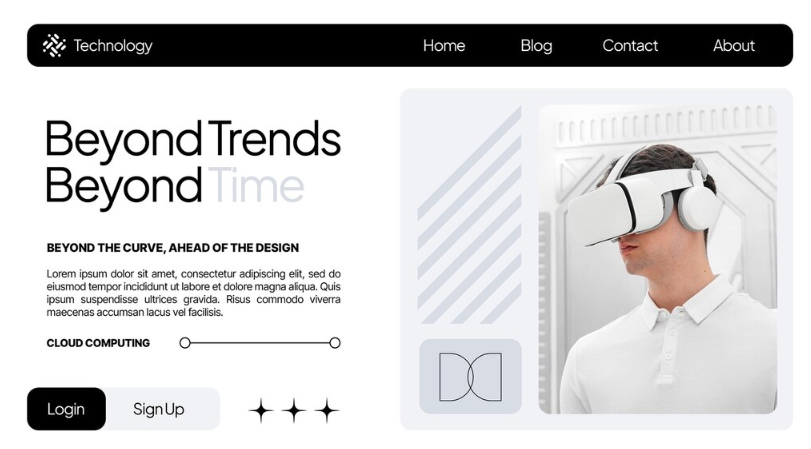 Technology
Home
Blog
Contact
About
Beyond Trends
Beyond Time
BEYOND THE CURVE, AHEAD OF THE DESIGN
Lorem ipsum dolor sit amet, consectetur adipiscing elit, sed do
eiusmod tempor incididunt ut labore et dolore magna aliqua. Quis
ipsum suspendisse ultrices gravida. Risus commodo viverra
maecenas accumsan lacus vel facilisis.
CLOUD COMPUTING
Login
Sign Up